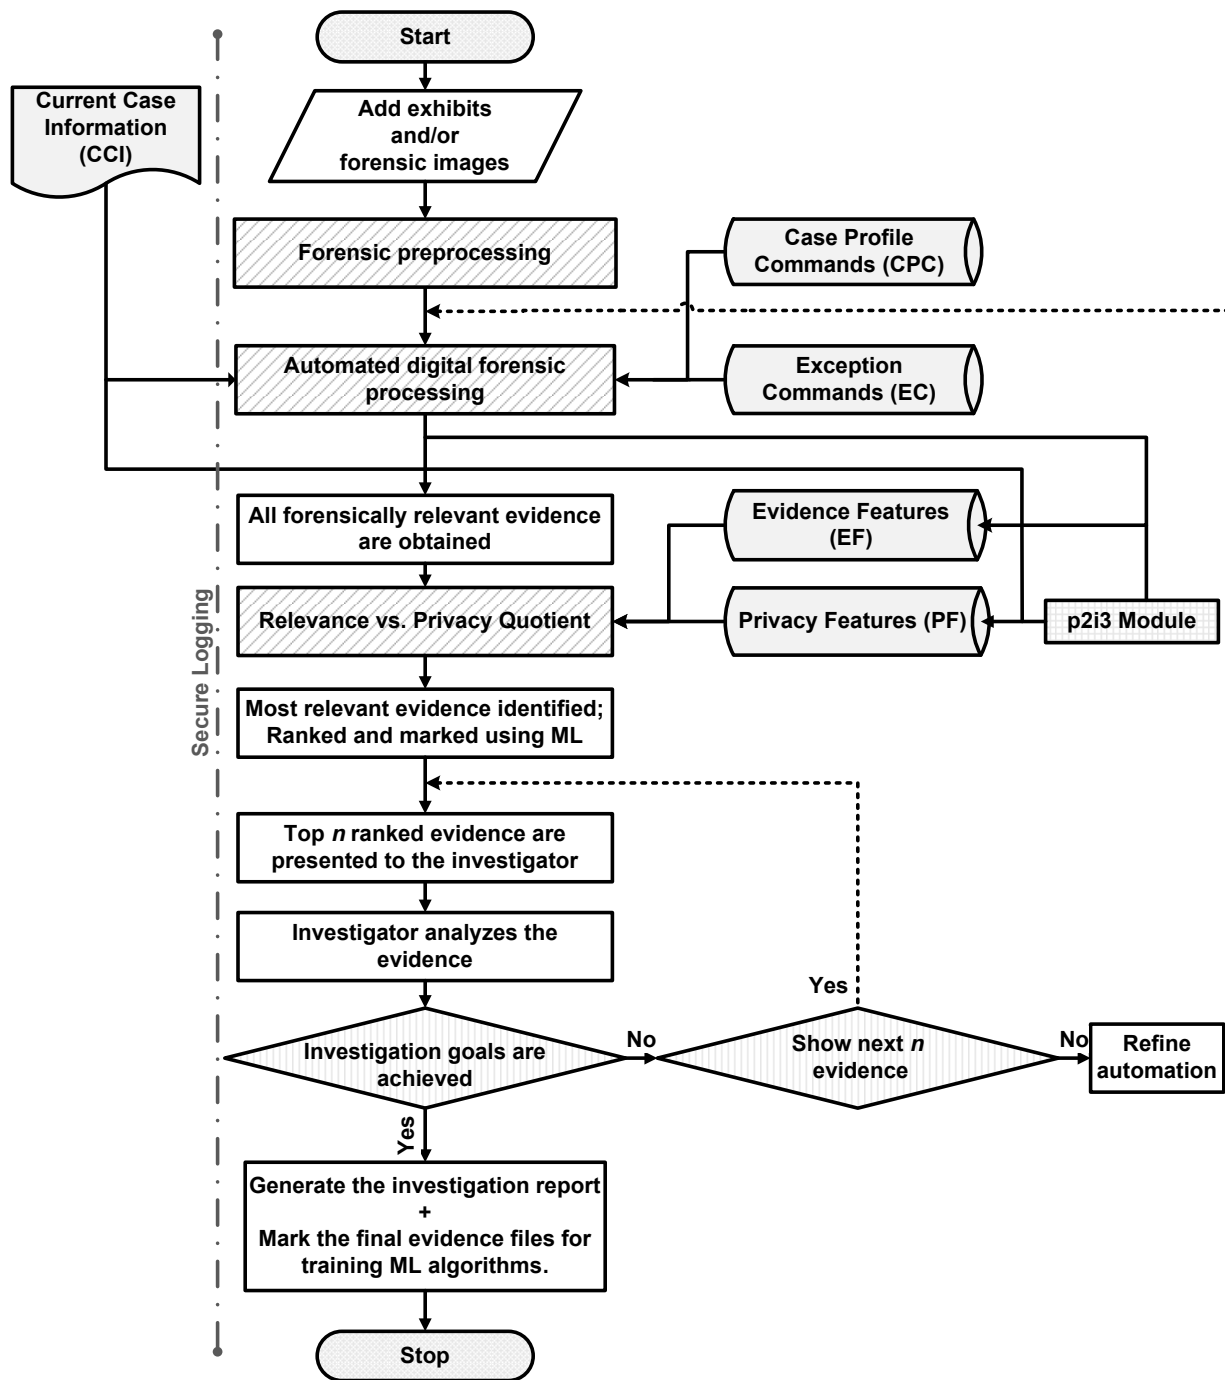 Start
Current Case
Information
(CCI)
Add exhibits
and/or
forensic images
Forensic preprocessing
Case Profile
Commands (CPC)
Automated digital forensic
processing
Exception
Commands (EC)
All forensically relevant evidence
are obtained
Evidence Features
(EF)
Relevance vs. Privacy Quotient
Privacy Features (PF)
p2i3 Module
Secure Logging
Most relevant evidence identified;
Ranked and marked using ML
Top n ranked evidence are
presented to the investigator
Investigator analyzes the
evidence
Yes
Investigation goals are
achieved
No
Show next n
evidence
No
Refine
automation
Yes
Generate the investigation report
+
Mark the final evidence files for
training ML algorithms.
Stop